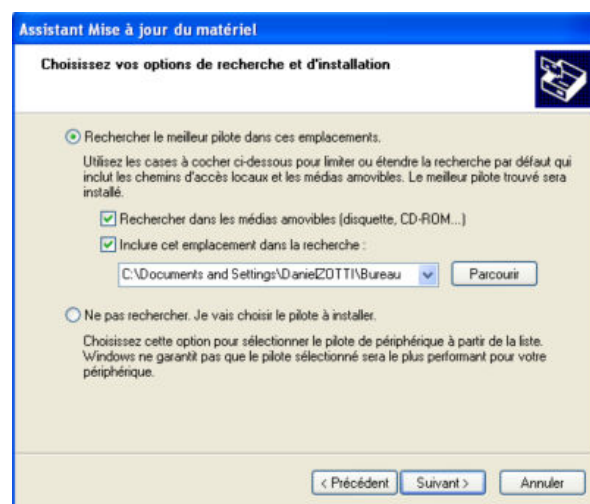 Assistant Mise à jour du matériel
Choisissez vos options de recherche et d'installation
Rechercher le meilleur pilote dans ces emplacements.
Utilisez les cases à cocher ci-dessous pour limiter ou étendre la recherche par défaut qui
inclut les chemins d'accès locaux et les médias amovibles. Le meilleur pilote trouvé sera
installé.
Rechercher dans les médias amovibles (disquette, CD-ROM...)
Inclure cet emplacement dans la recherche :
C:\Documents and Settings\DanielZOTTI\Bureau
Parcourir
Ne pas rechercher. Je vais choisir le pilote à installer.
Choisissez cette option pour sélectionner le pilote de périphérique à partir de la liste.
Windows ne garantit pas que le pilote sélectionné sera le plus performant pour votre
périphérique.
< Précédent Suivant > Annuler